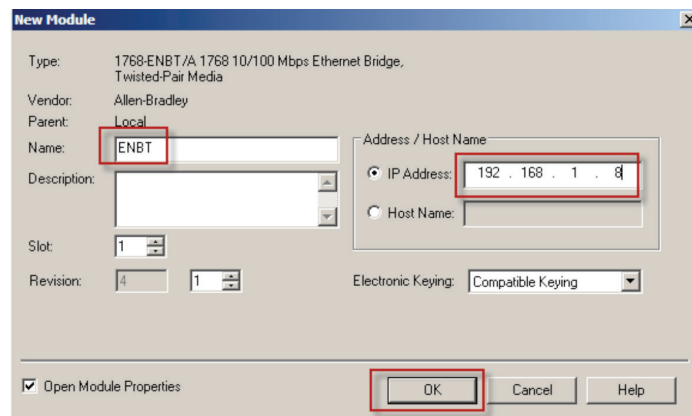 New Module
Type: 1768-ENBT/A 1768 10/100 Mbps Ethernet Bridge,
Twisted-Pair Media
Vendor: Allen-Bradley
Parent: Local
Name: ENBT
Description:
Slot: 1
Revision: 4 1
Address / Host Name
IP Address: 192 . 168 . 1 . 8
Host Name:
Electronic Keying: Compatible Keying
Open Module Properties
OK Cancel Help